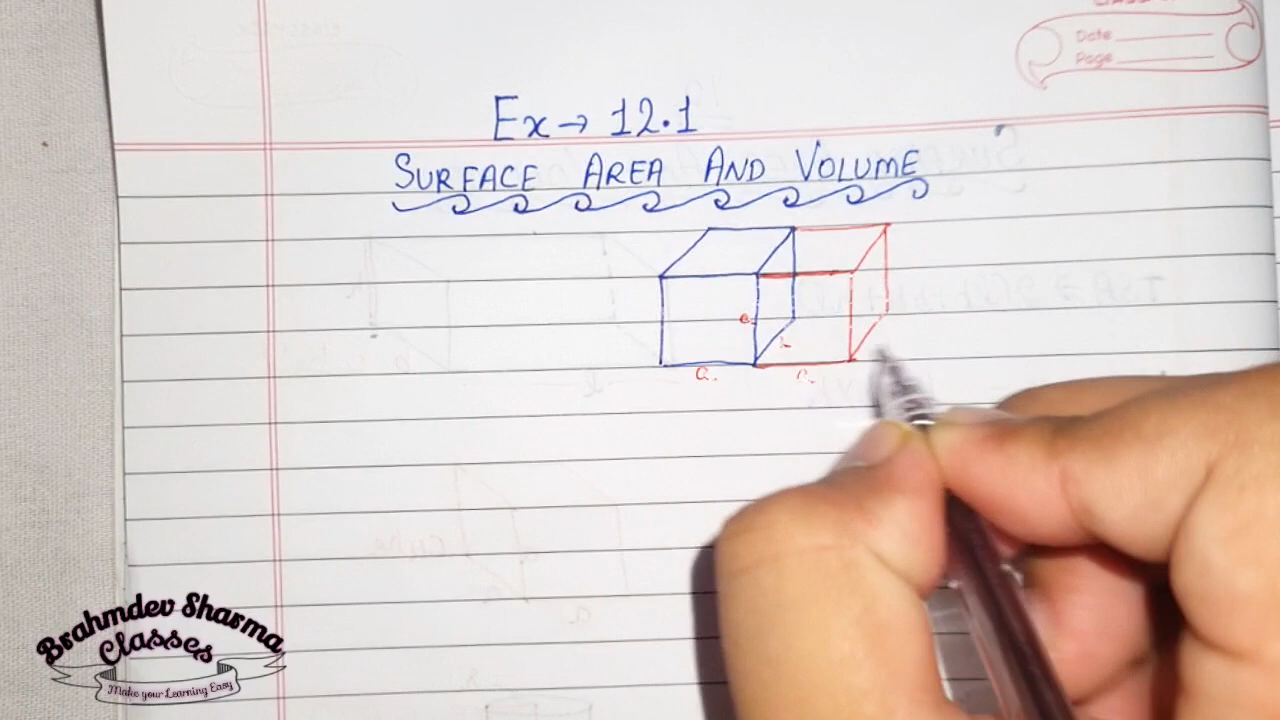 Date
Page
Ex → 12.1
SURFACE AREA AND VOLUME
a
a
Brahmdev Sharma
Classes
Make your Learning Easy